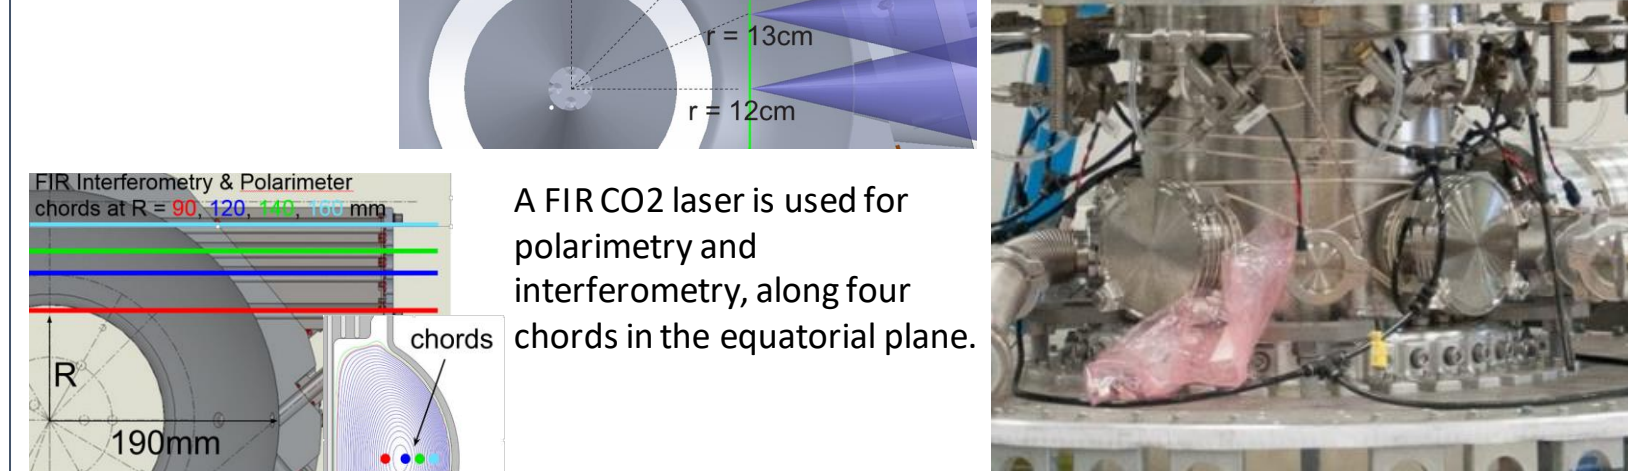 r = 13cm
r = 12cm
FIR Interferometry & Polarimeter
chords at R = 90, 120, 140, 160 mm
A FIR CO2 laser is used for
polarimetry and
interferometry, along four
chords in the equatorial plane.
chords
R
190mm